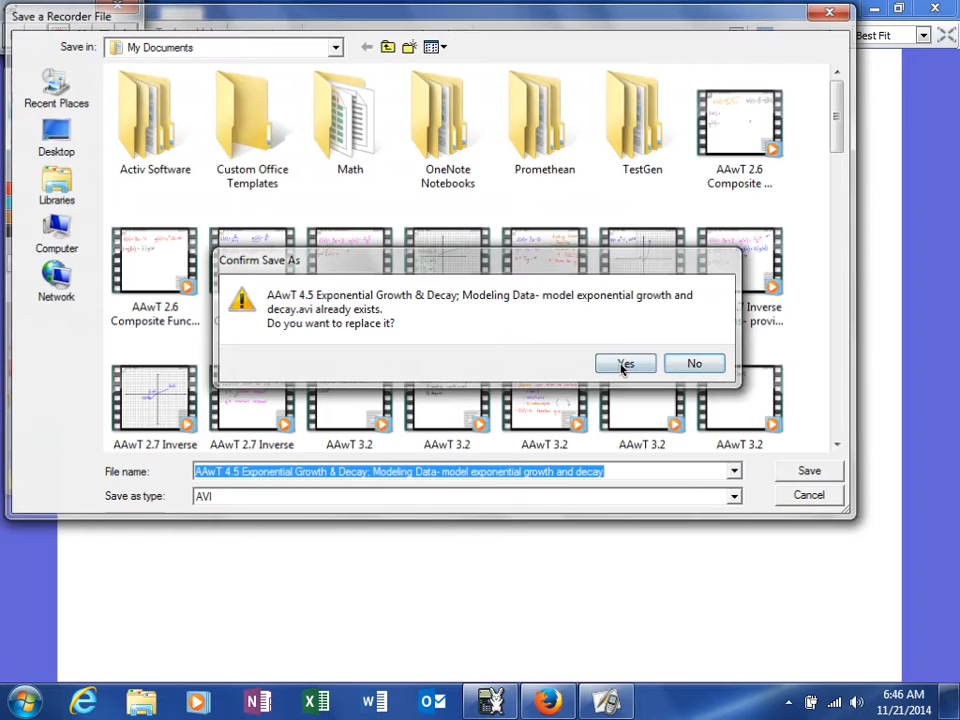 Save a Recorder File
Best Fit
Save in:
My Documents
Recent Places
Desktop
Libraries
Computer
Network
Activ Software
Custom Office
Templates
Math
OneNote
Notebooks
Promethean
TestGen
AAwT 2.6
Composite ...
AAwT 2.6
Composite Func...
Inverse
- provi...
Confirm Save As
AAwT 4.5 Exponential Growth & Decay; Modeling Data- model exponential growth and
decay.avi already exists.
Do you want to replace it?
Yes
No
AAwT 2.7 Inverse
AAwT 2.7 Inverse
AAwT 3.2
AAwT 3.2
AAwT 3.2
AAwT 3.2
AAwT 3.2
File name:
AAwT 4.5 Exponential Growth & Decay; Modeling Data- model exponential growth and decay
Save
Save as type:
AVI
Cancel
6:46 AM
11/21/2014